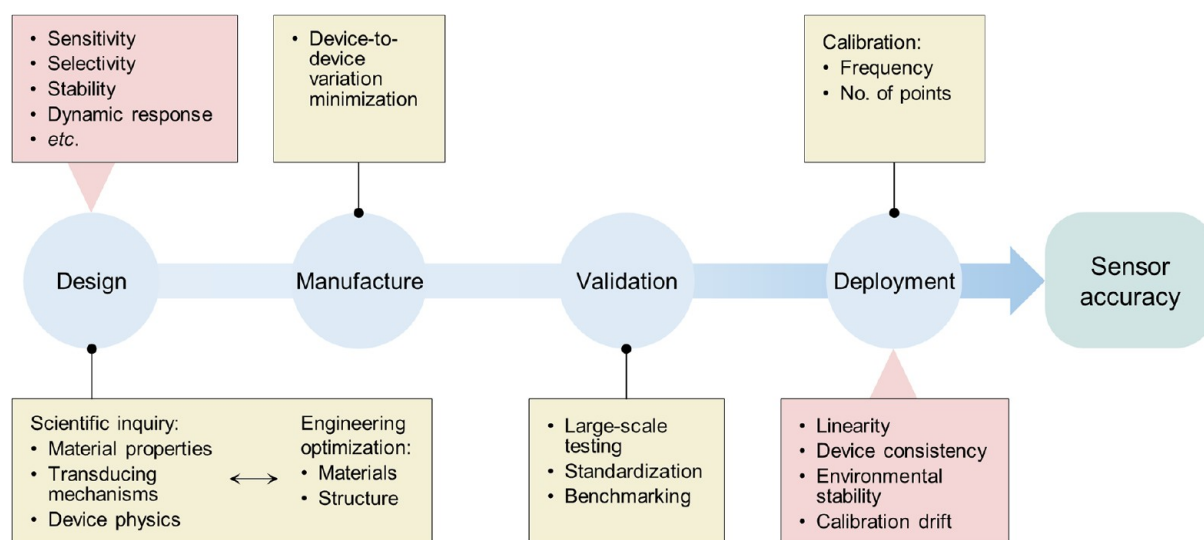 • Sensitivity
• Selectivity
• Stability
• Dynamic response
• etc.
• Device-to-
device
variation
minimization
Calibration:
• Frequency
• No. of points
Design
Manufacture
Validation
Deployment
Sensor
accuracy
Scientific inquiry:
• Material properties
• Transducing
mechanisms
• Device physics
Engineering
optimization:
• Materials
• Structure
• Large-scale
testing
• Standardization
• Benchmarking
• Linearity
• Device consistency
• Environmental
stability
• Calibration drift